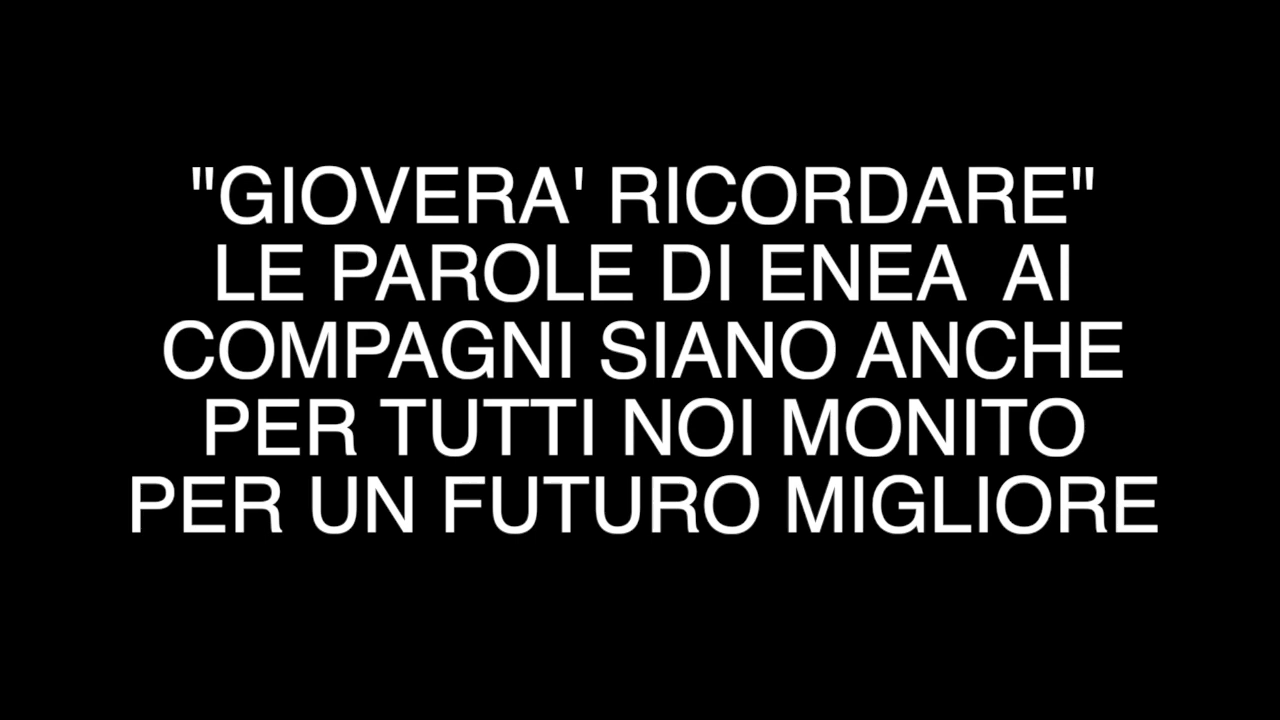 "GIOVERA' RICORDARE"
LE PAROLE DI ENEA  AI
COMPAGNI SIANO ANCHE
PER TUTTI NOI MONITO
PER UN FUTURO MIGLIORE